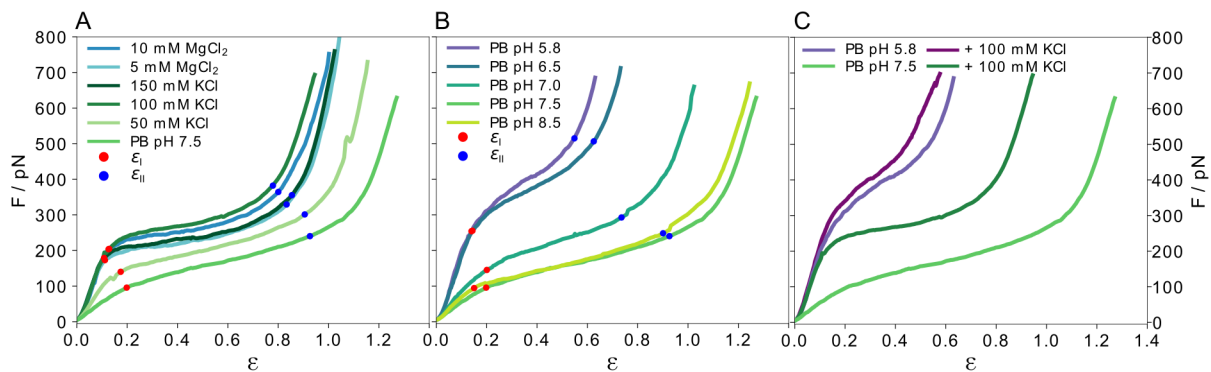 A
F / pN
800
700
600
500
400
300
200
100
0
10 mM MgCl₂
5 mM MgCl₂
150 mM KCl
100 mM KCl
50 mM KCl
PB pH 7.5
εI
εII
0.0 0.2 0.4 0.6 0.8 1.0 1.2
ε
B
PB pH 5.8
PB pH 6.5
PB pH 7.0
PB pH 7.5
PB pH 8.5
εI
εII
0.0 0.2 0.4 0.6 0.8 1.0 1.2
ε
C
PB pH 5.8 + 100 mM KCl
PB pH 7.5 + 100 mM KCl
0.0 0.2 0.4 0.6 0.8 1.0 1.2 1.4
ε
800
700
600
500
400
300
200
100
0
F / pN